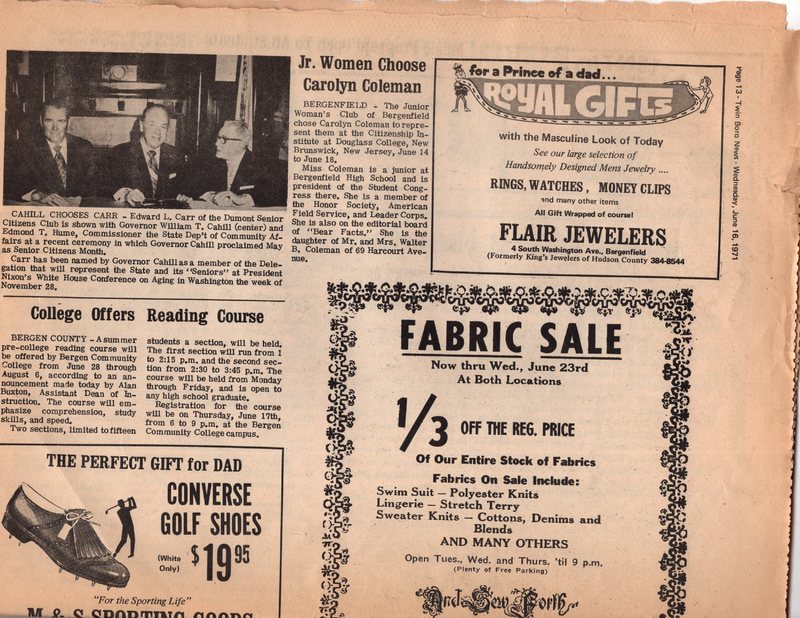 Page 13 - Twin Boro News - Wednesday, June 16, 1971
CAHILL CHOOSES CARR - Edward L. Carr of the Dumont Senior
Citizens Club is shown with Governor William T. Cahill (center) and
Edmond T. Hume, Commissioner the State Dep't of Community Af-
fairs at a recent ceremony in which Governor Cahill proclaimed May
as Senior Citizens Month.
Carr has been named by Governor Cahill as a member of the Dele-
gation that will represent the State and its "Seniors" at President
Nixon's White House Conference on Aging in Washington the week of
November 28.
Jr. Women Choose
Carolyn Coleman
BERGENFIELD - The Junior
Woman's Club of Bergenfield
chose Carolyn Coleman to repre-
sent them at the Citizenship In-
stitute at Douglass College, New
Brunswick, New Jersey, June 14
to June 18.
Miss Coleman is a junior at
Bergenfield High School and is
president of the Student Cong-
ress there. She is a member of
the Honor Society, American
Field Service, and Leader Corps.
She is also on the editorial board
of "Bear Facts." She is the
daughter of Mr. and Mrs. Walter
B. Coleman of 69 Harcourt Ave-
nue.
for a Prince of a dad...
ROYAL GIFTS
with the Masculine Look of Today
See our large selection of
Handsomely Designed Mens Jewelry ....
RINGS, WATCHES, MONEY CLIPS
and many other items
All Gift Wrapped of course!
FLAIR JEWELERS
4 South Washington Ave., Bergenfield
(Formerly King's Jewelers of Hudson County 384-8544
College Offers Reading Course
BERGEN COUNTY - A summer
pre-college reading course will
be offered by Bergen Community
College from June 28 through
August 6, according to an an-
nouncement made today by Alan
Buxton, Assistant Dean of In-
struction. The course will em-
phasize comprehension, study
skills, and speed.
Two sections, limited to fifteen
students a section, will be held.
The first section will run from 1
to 2:15 p.m. and the second sec-
tion from 2:30 to 3:45 p.m. The
course will be held from Monday
through Friday, and is open to
any high school graduate.
Registration for the course
will be on Thursday, June 17th,
from 6 to 9 p.m. at the Bergen
Community College campus.
FABRIC SALE
Now thru Wed., June 23rd
At Both Locations
1/3 OFF THE REG. PRICE
Of Our Entire Stock of Fabrics
Fabrics On Sale Include:
Swim Suit — Polyester Knits
Lingerie — Stretch Terry
Sweater Knits — Cottons, Denims and
Blends
AND MANY OTHERS
Open Tues., Wed. and Thurs. 'til 9 p.m.
(Plenty of Free Parking)
And Sew Forth
THE PERFECT GIFT for DAD
CONVERSE
GOLF SHOES
(White
Only)
$19.95
"For the Sporting Life"
M & S SPORTING GOODS